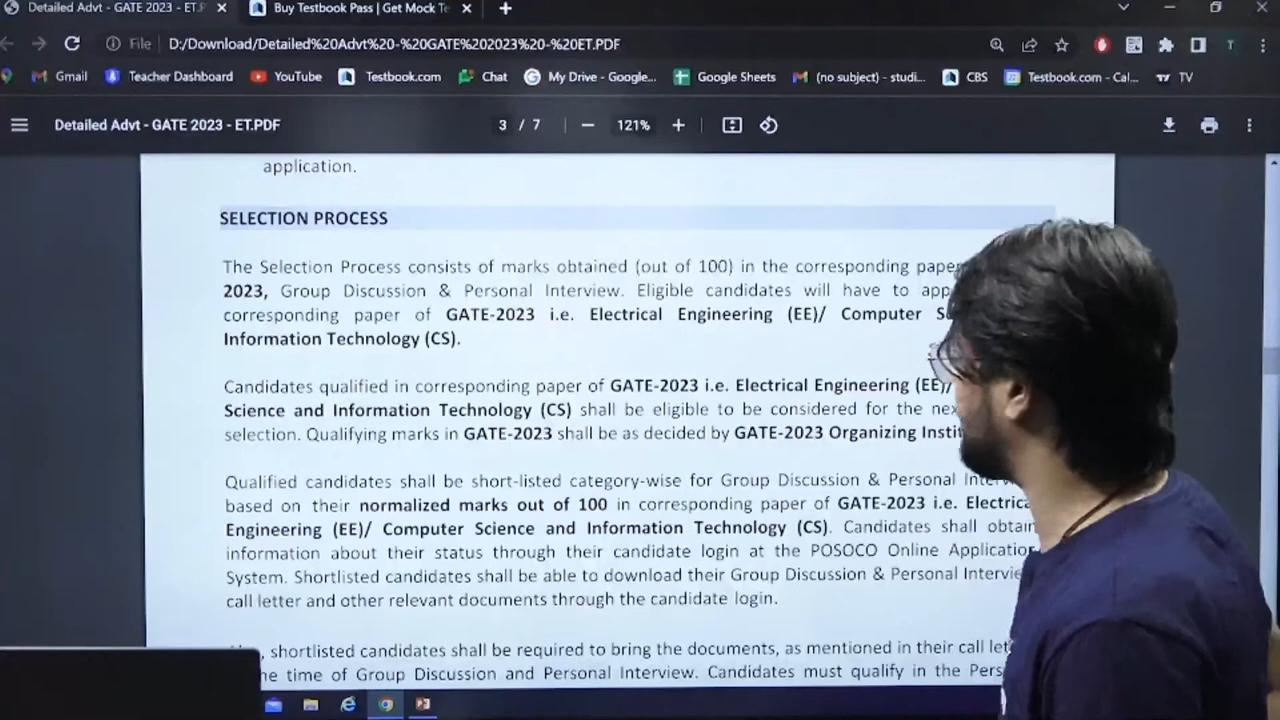 Detailed Advt - GATE 2023 - ET.P
Buy Testbook Pass | Get Mock Te
File D:/Download/Detailed%20Advt%20-%20GATE%202023%20-%20ET.PDF
Gmail Teacher Dashboard YouTube Testbook.com Chat My Drive - Google... Google Sheets (no subject) - studi... CBS Testbook.com - Cal... TV
Detailed Advt - GATE 2023 - ET.PDF 3 / 7 121%
application.
SELECTION PROCESS
The Selection Process consists of marks obtained (out of 100) in the corresponding paper
2023, Group Discussion & Personal Interview. Eligible candidates will have to app
corresponding paper of GATE-2023 i.e. Electrical Engineering (EE)/ Computer S
Information Technology (CS).
Candidates qualified in corresponding paper of GATE-2023 i.e. Electrical Engineering (EE)/
Science and Information Technology (CS) shall be eligible to be considered for the nex
selection. Qualifying marks in GATE-2023 shall be as decided by GATE-2023 Organizing Insti
Qualified candidates shall be short-listed category-wise for Group Discussion & Personal Interv
based on their normalized marks out of 100 in corresponding paper of GATE-2023 i.e. Electrica
Engineering (EE)/ Computer Science and Information Technology (CS). Candidates shall obtain
information about their status through their candidate login at the POSOCO Online Application
System. Shortlisted candidates shall be able to download their Group Discussion & Personal Intervie
call letter and other relevant documents through the candidate login.
shortlisted candidates shall be required to bring the documents, as mentioned in their call let
he time of Group Discussion and Personal Interview. Candidates must qualify in the Pers